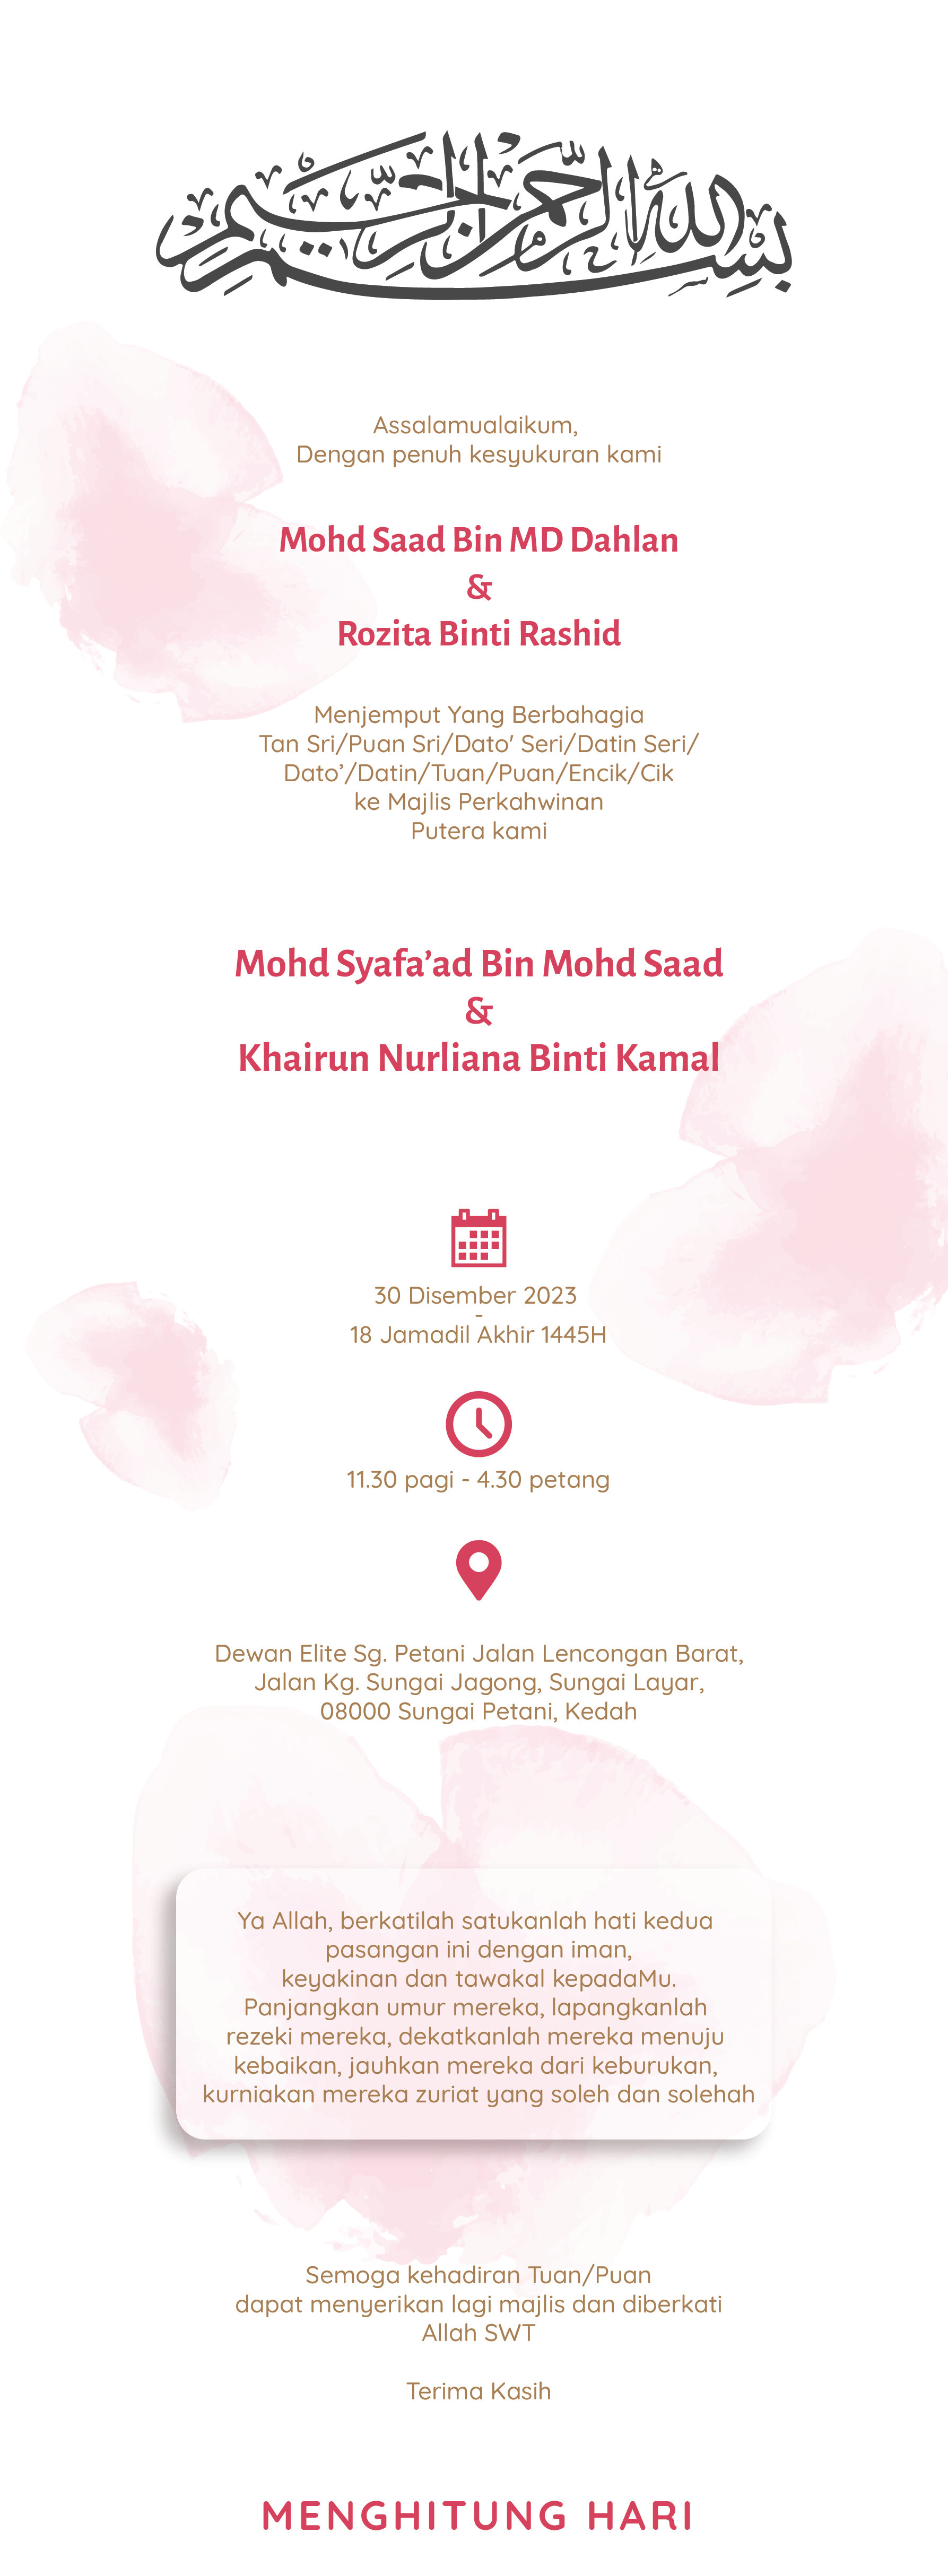 بسم الله الرحمن الرحيم
Assalamualaikum,
Dengan penuh kesyukuran kami
Mohd Saad Bin MD Dahlan
&
Rozita Binti Rashid
Menjemput Yang Berbahagia
Tan Sri/Puan Sri/Dato' Seri/Datin Seri/
Dato’/Datin/Tuan/Puan/Encik/Cik
ke Majlis Perkahwinan
Putera kami
Mohd Syafa’ad Bin Mohd Saad
&
Khairun Nurliana Binti Kamal
30 Disember 2023
-
18 Jamadil Akhir 1445H
11.30 pagi - 4.30 petang
Dewan Elite Sg. Petani Jalan Lencongan Barat,
Jalan Kg. Sungai Jagong, Sungai Layar,
08000 Sungai Petani, Kedah
Ya Allah, berkatilah satukanlah hati kedua
pasangan ini dengan iman,
keyakinan dan tawakal kepadaMu.
Panjangkan umur mereka, lapangkanlah
rezeki mereka, dekatkanlah mereka menuju
kebaikan, jauhkan mereka dari keburukan,
kurniakan mereka zuriat yang soleh dan solehah
Semoga kehadiran Tuan/Puan
dapat menyerikan lagi majlis dan diberkati
Allah SWT
Terima Kasih
MENGHITUNG HARI